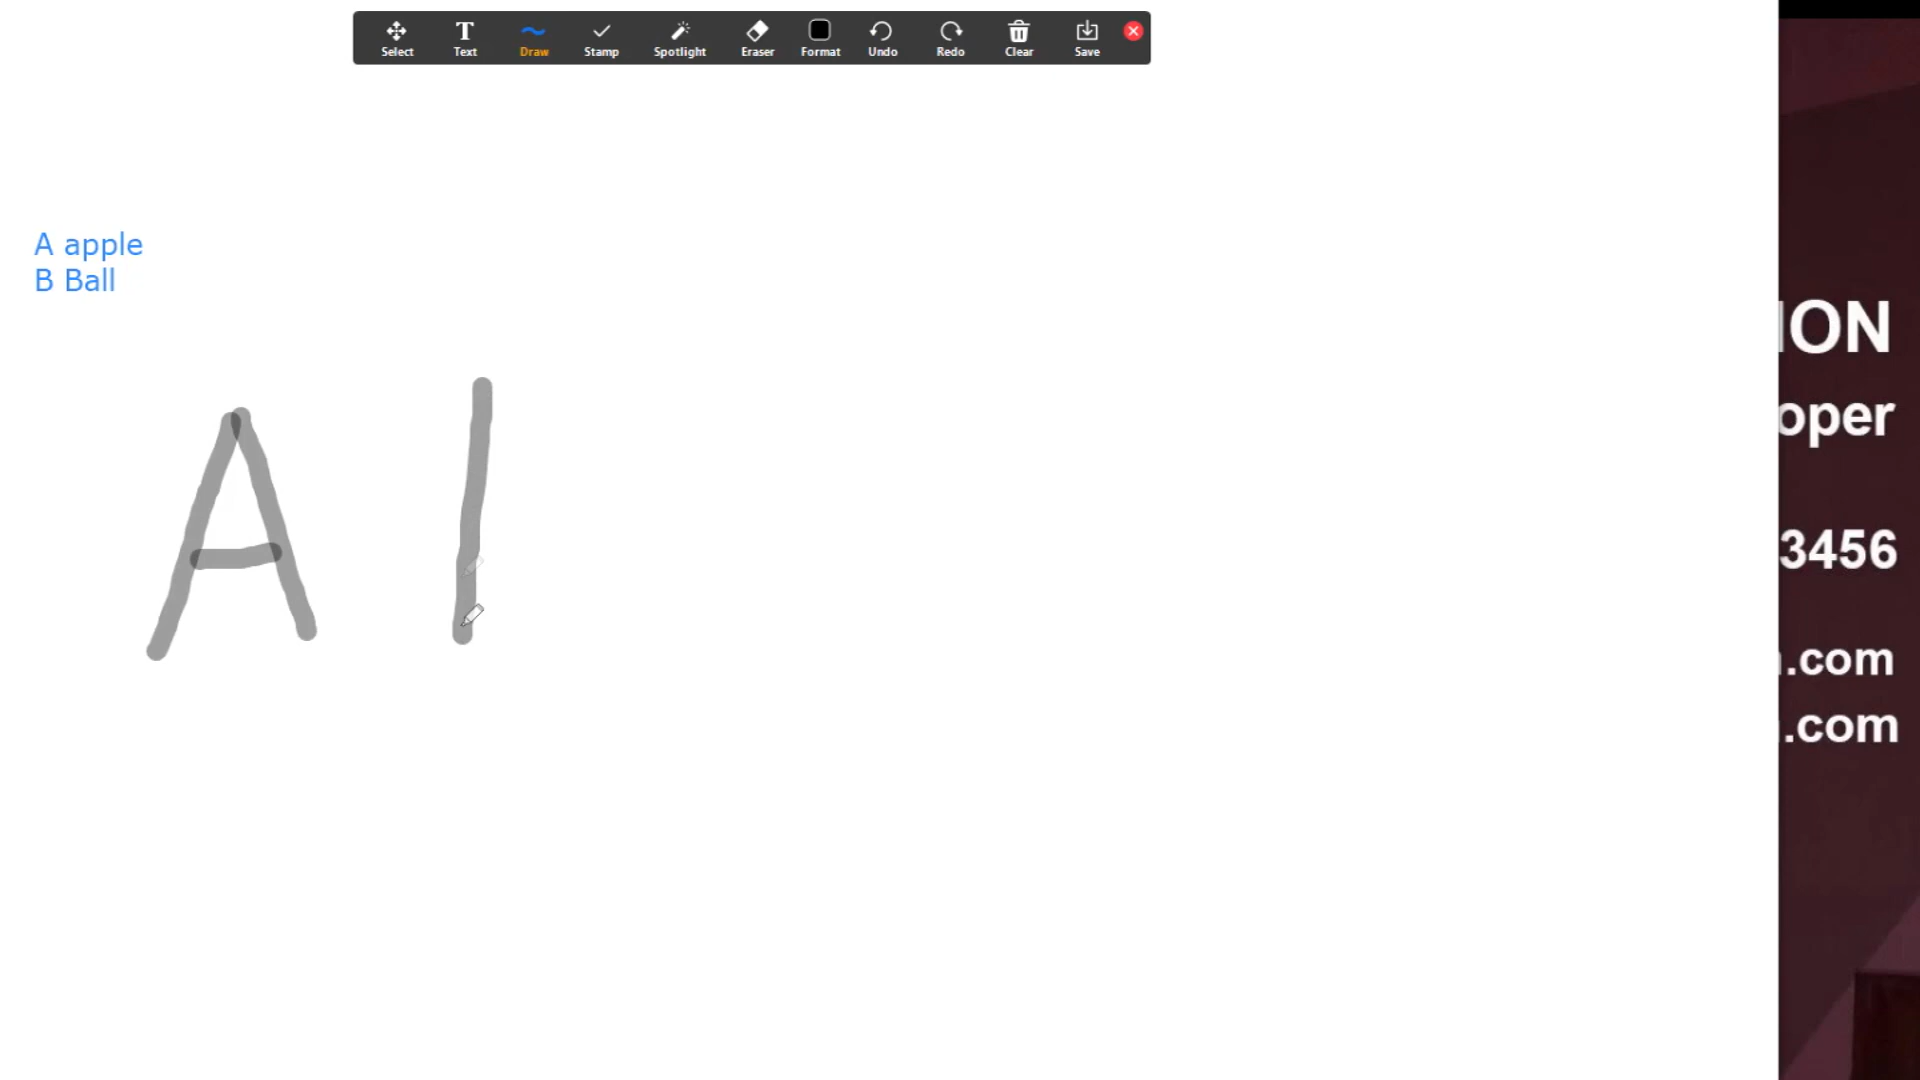 Select Text Draw Stamp Spotlight Eraser Format Undo Redo Clear Save
A apple
B Ball
A
ION
oper
3456
.com
.com